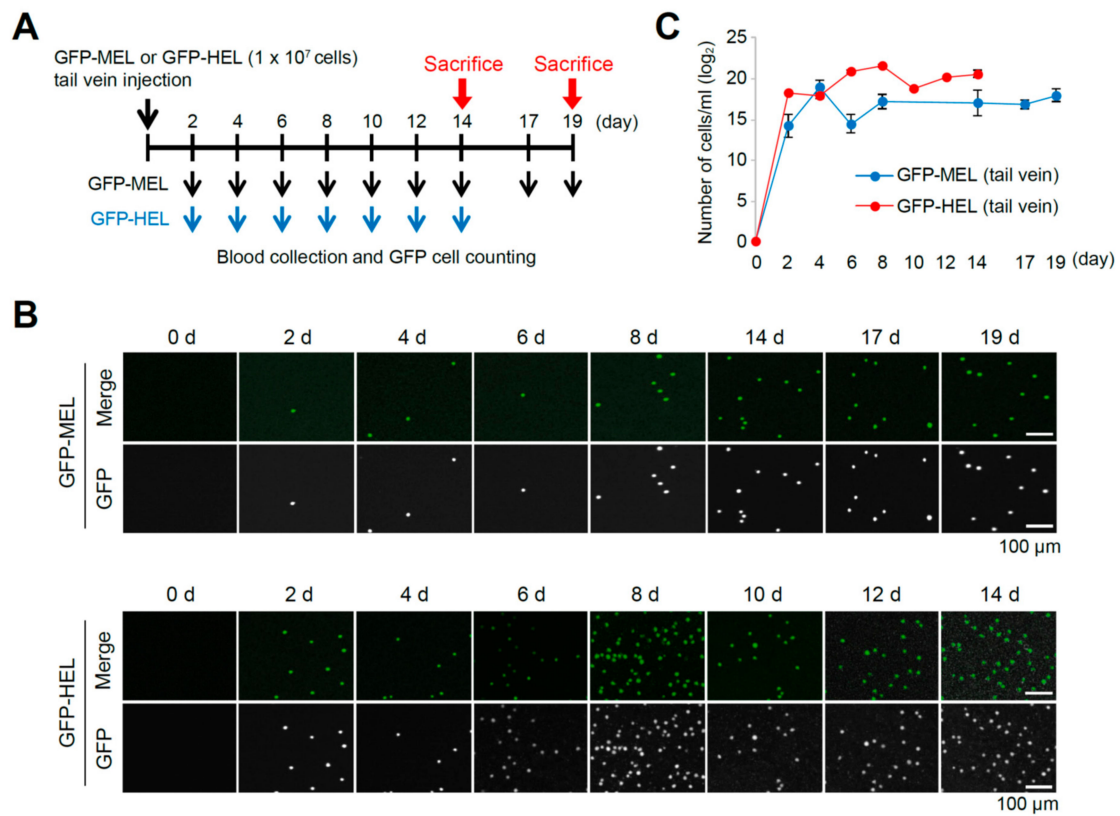 A
GFP-MEL or GFP-HEL (1 x 10⁷ cells)
tail vein injection
Sacrifice Sacrifice
2 4 6 8 10 12 14 17 19 (day)
GFP-MEL
GFP-HEL
Blood collection and GFP cell counting
C
Number of cells/ml (log₂)
25
20
15
10
5
0
GFP-MEL (tail vein)
GFP-HEL (tail vein)
0 2 4 6 8 10 12 14 17 19 (day)
B
0 d 2 d 4 d 6 d 8 d 14 d 17 d 19 d
GFP-MEL
Merge
GFP
100 µm
0 d 2 d 4 d 6 d 8 d 10 d 12 d 14 d
GFP-HEL
Merge
GFP
100 µm